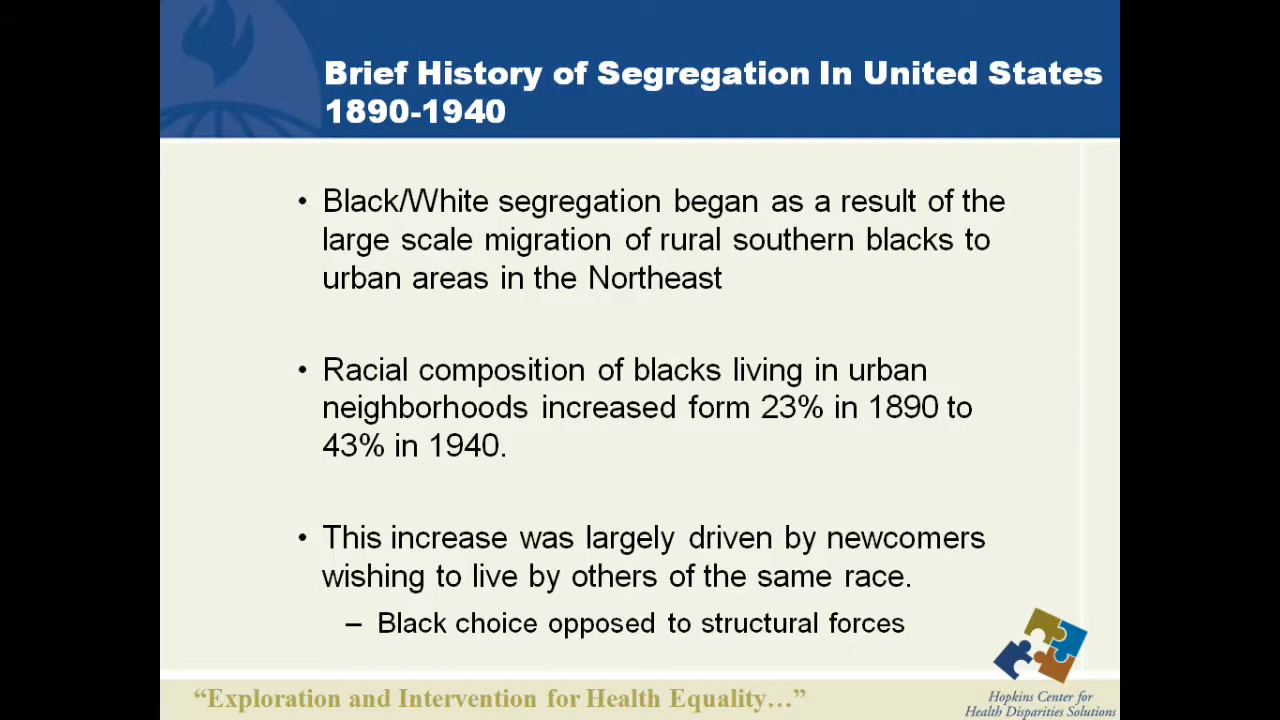 Brief History of Segregation In United States
1890-1940
• Black/White segregation began as a result of the
large scale migration of rural southern blacks to
urban areas in the Northeast
• Racial composition of blacks living in urban
neighborhoods increased form 23% in 1890 to
43% in 1940.
• This increase was largely driven by newcomers
wishing to live by others of the same race.
– Black choice opposed to structural forces
“Exploration and Intervention for Health Equality…”
Hopkins Center for
Health Disparities Solutions